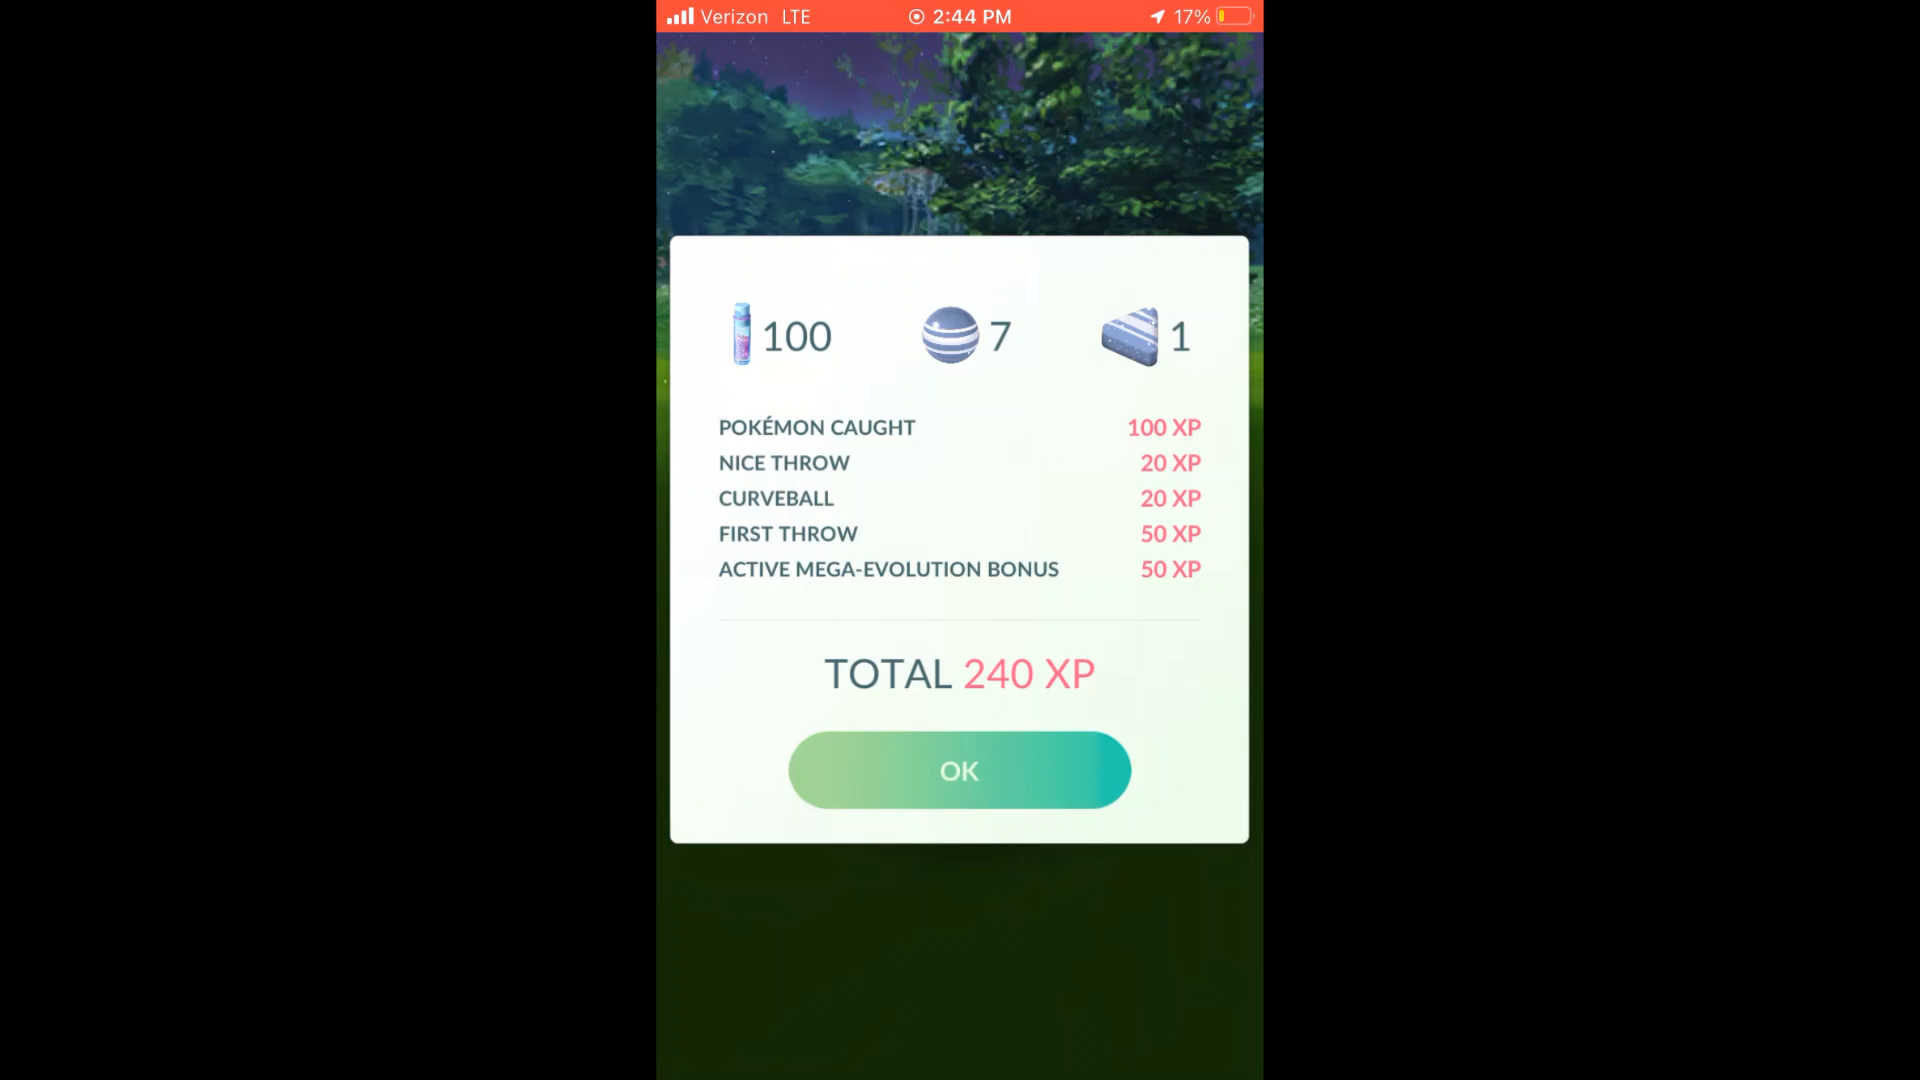 Verizon LTE 2:44 PM 17%
100 7 1
POKÉMON CAUGHT 100 XP
NICE THROW 20 XP
CURVEBALL 20 XP
FIRST THROW 50 XP
ACTIVE MEGA-EVOLUTION BONUS 50 XP
TOTAL 240 XP
OK